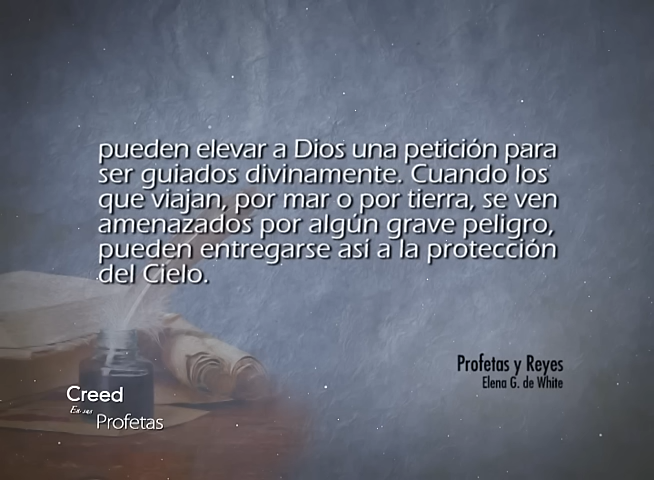 pueden elevar a Dios una petición para
ser guiados divinamente. Cuando los
que viajan, por mar o por tierra, se ven
amenazados por algún grave peligro,
pueden entregarse así a la protección
del Cielo.
Profetas y Reyes
Elena G. de White
Creed
En sus
Profetas